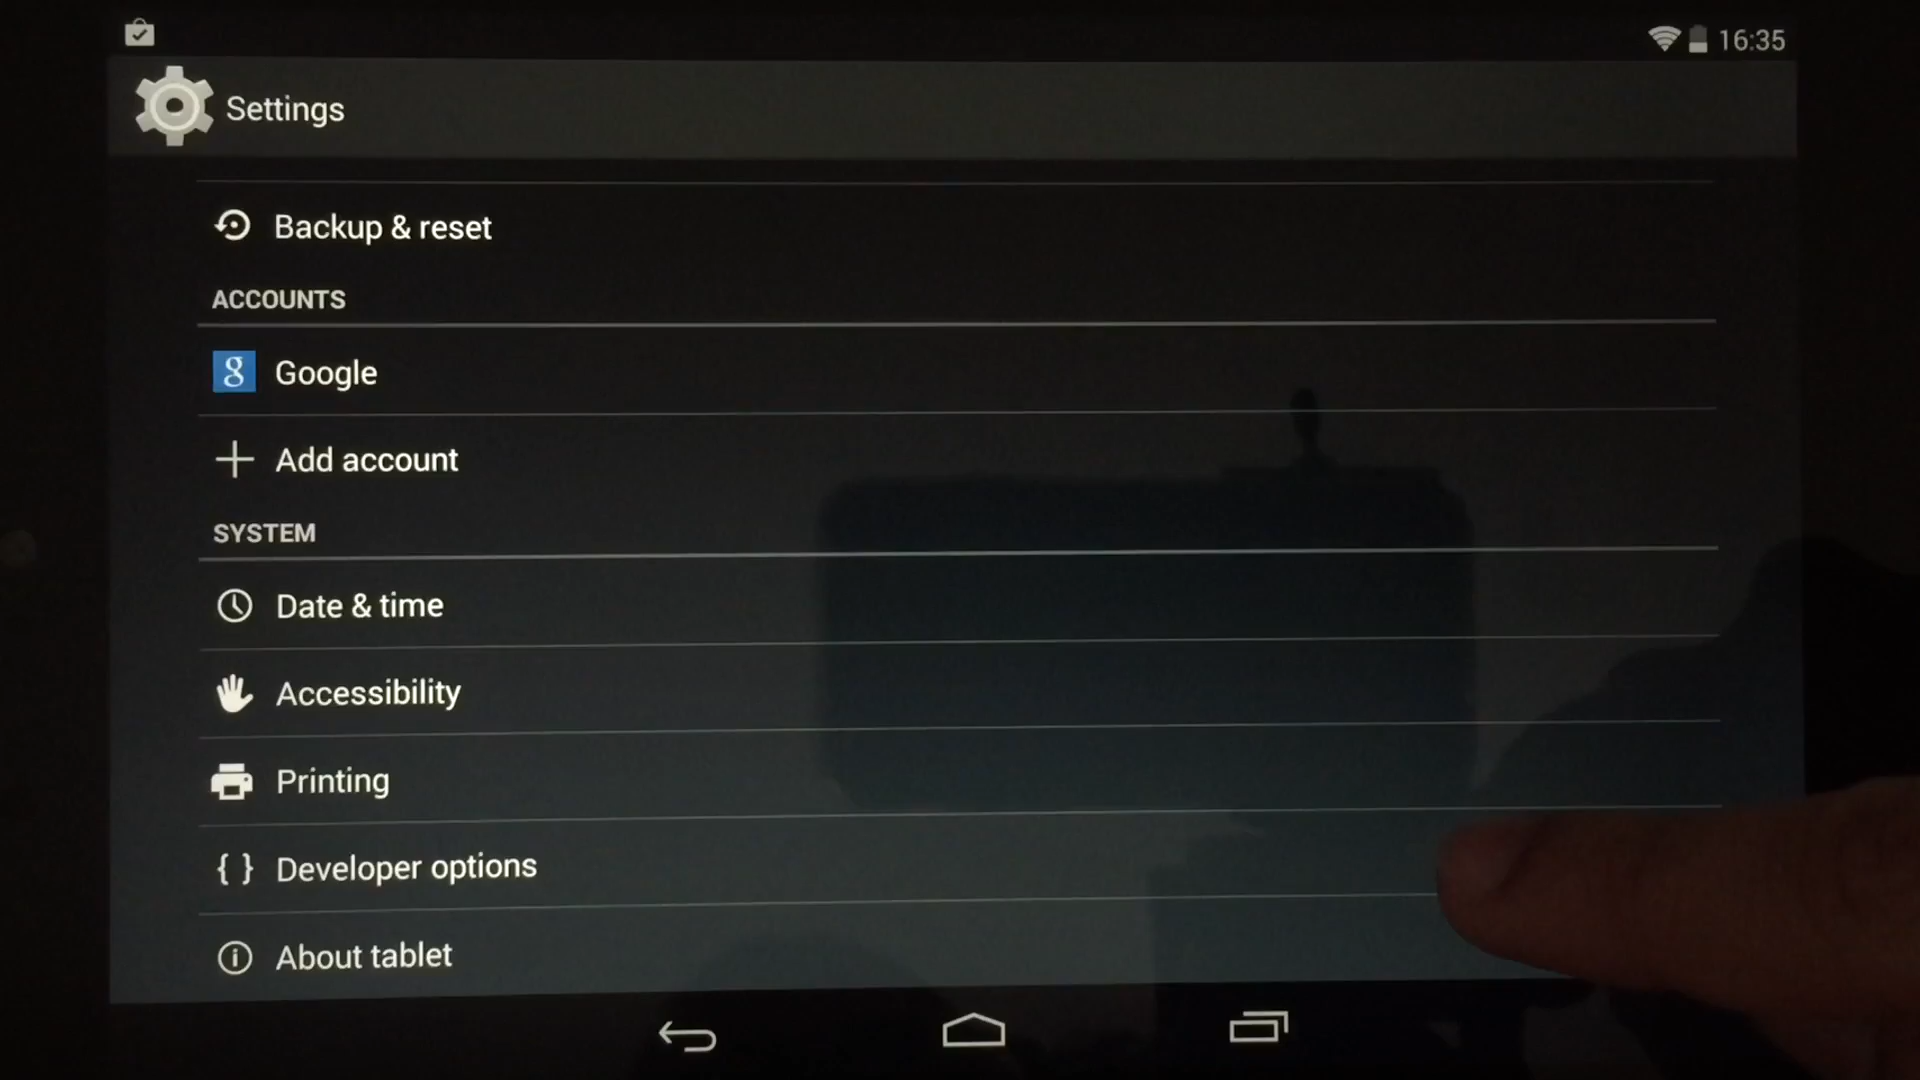 16:35
Settings
Backup & reset
ACCOUNTS
g Google
Add account
SYSTEM
Date & time
Accessibility
Printing
{ } Developer options
About tablet